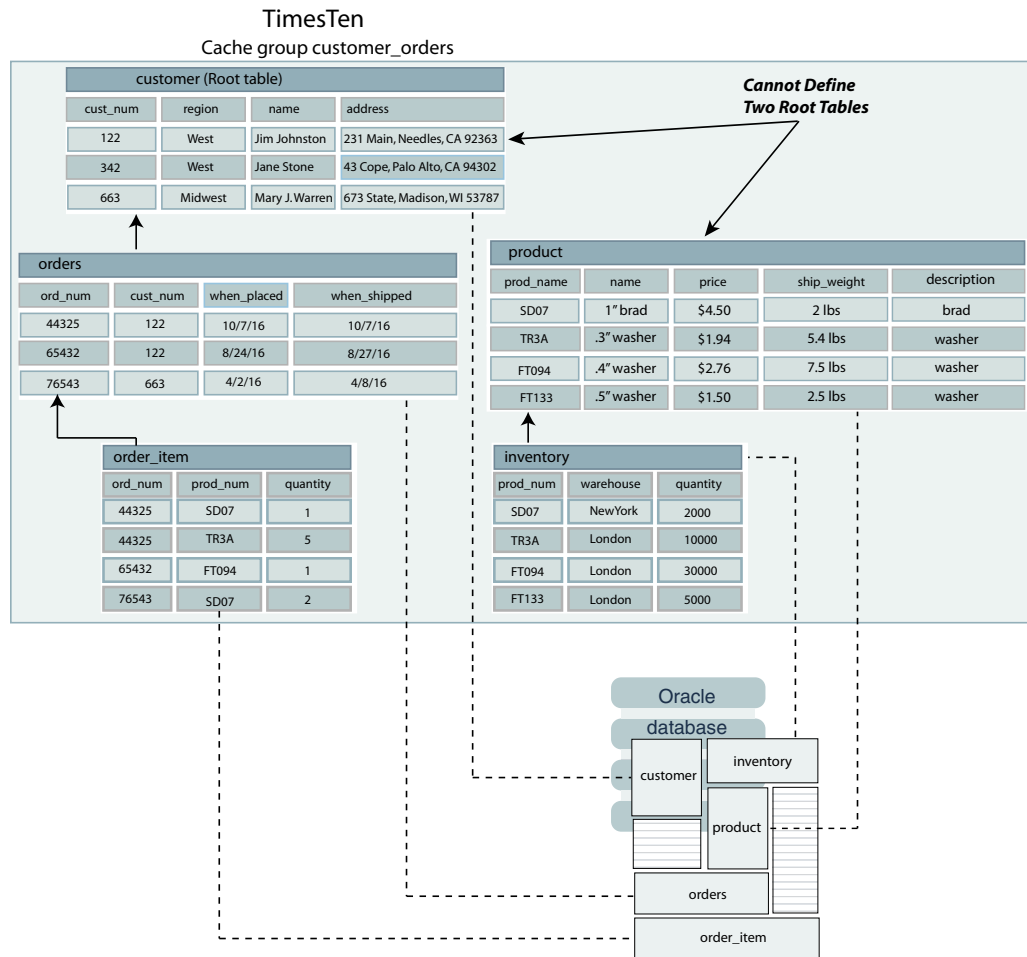 TimesTen
Cache group customer_orders
customer (Root table)
cust_num region name address
122 West Jim Johnston 231 Main, Needles, CA 92363
342 West Jane Stone 43 Cope, Palo Alto, CA 94302
663 Midwest Mary J. Warren 673 State, Madison, WI 53787
Cannot Define
Two Root Tables
orders
ord_num cust_num when_placed when_shipped
44325 122 10/7/16 10/7/16
65432 122 8/24/16 8/27/16
76543 663 4/2/16 4/8/16
product
prod_name name price ship_weight description
SD07 1” brad $4.50 2 lbs brad
TR3A .3” washer $1.94 5.4 lbs washer
FT094 .4” washer $2.76 7.5 lbs washer
FT133 .5” washer $1.50 2.5 lbs washer
order_item
ord_num prod_num quantity
44325 SD07 1
44325 TR3A 5
65432 FT094 1
76543 SD07 2
inventory
prod_num warehouse quantity
SD07 NewYork 2000
TR3A London 10000
FT094 London 30000
FT133 London 5000
Oracle
database
customer
inventory
product
orders
order_item